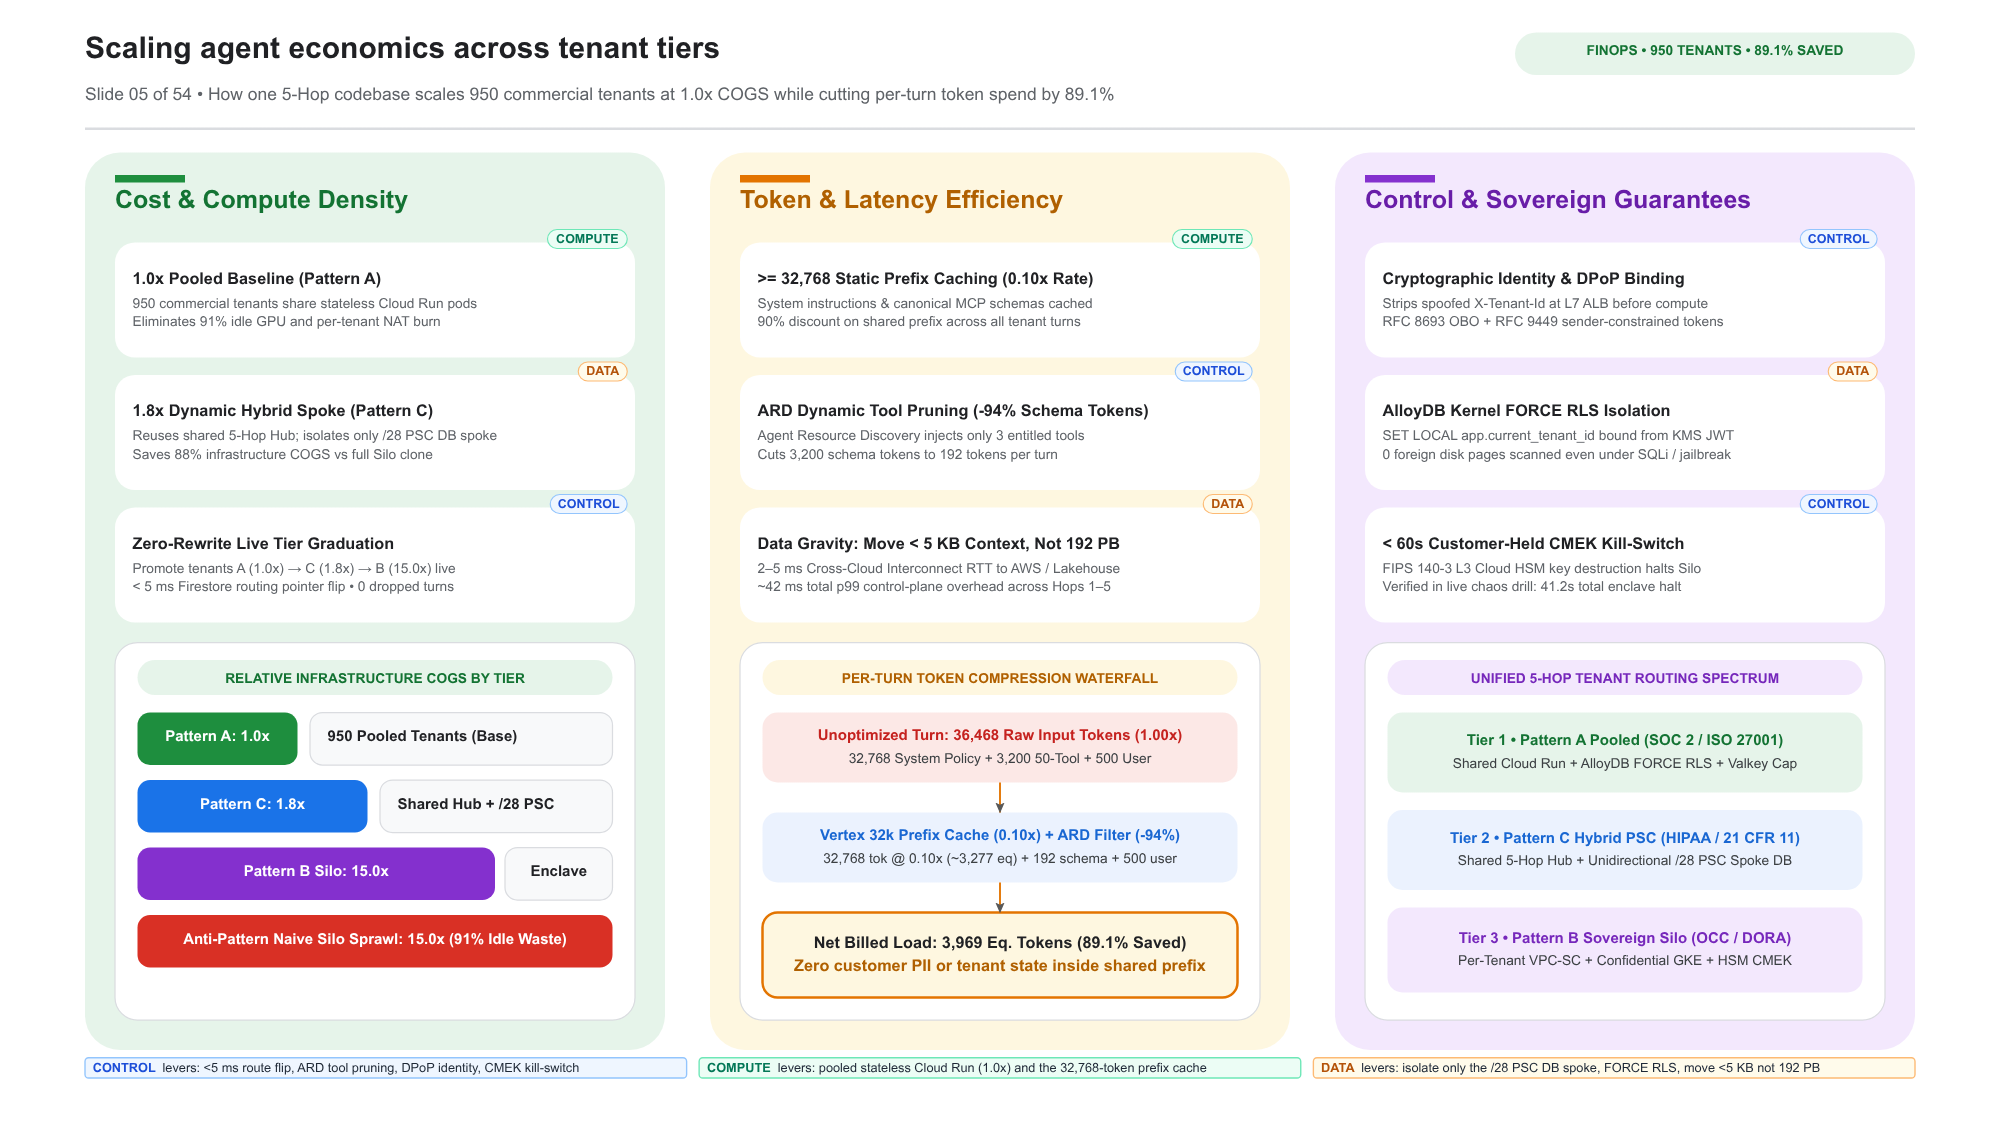 Scaling agent economics across tenant tiers
FINOPS • 950 TENANTS • 89.1% SAVED
Slide 05 of 54 • How one 5-Hop codebase scales 950 commercial tenants at 1.0x COGS while cutting per-turn token spend by 89.1%
Cost & Compute Density
COMPUTE
1.0x Pooled Baseline (Pattern A)
950 commercial tenants share stateless Cloud Run pods
Eliminates 91% idle GPU and per-tenant NAT burn
DATA
1.8x Dynamic Hybrid Spoke (Pattern C)
Reuses shared 5-Hop Hub; isolates only /28 PSC DB spoke
Saves 88% infrastructure COGS vs full Silo clone
CONTROL
Zero-Rewrite Live Tier Graduation
Promote tenants A (1.0x) → C (1.8x) → B (15.0x) live
< 5 ms Firestore routing pointer flip • 0 dropped turns
RELATIVE INFRASTRUCTURE COGS BY TIER
Pattern A: 1.0x
950 Pooled Tenants (Base)
Pattern C: 1.8x
Shared Hub + /28 PSC
Pattern B Silo: 15.0x
Enclave
Anti-Pattern Naive Silo Sprawl: 15.0x (91% Idle Waste)
Token & Latency Efficiency
COMPUTE
>= 32,768 Static Prefix Caching (0.10x Rate)
System instructions & canonical MCP schemas cached
90% discount on shared prefix across all tenant turns
CONTROL
ARD Dynamic Tool Pruning (-94% Schema Tokens)
Agent Resource Discovery injects only 3 entitled tools
Cuts 3,200 schema tokens to 192 tokens per turn
DATA
Data Gravity: Move < 5 KB Context, Not 192 PB
2–5 ms Cross-Cloud Interconnect RTT to AWS / Lakehouse
~42 ms total p99 control-plane overhead across Hops 1–5
PER-TURN TOKEN COMPRESSION WATERFALL
Unoptimized Turn: 36,468 Raw Input Tokens (1.00x)
32,768 System Policy + 3,200 50-Tool + 500 User
Vertex 32k Prefix Cache (0.10x) + ARD Filter (-94%)
32,768 tok @ 0.10x (~3,277 eq) + 192 schema + 500 user
Net Billed Load: 3,969 Eq. Tokens (89.1% Saved)
Zero customer PII or tenant state inside shared prefix
Control & Sovereign Guarantees
CONTROL
Cryptographic Identity & DPoP Binding
Strips spoofed X-Tenant-Id at L7 ALB before compute
RFC 8693 OBO + RFC 9449 sender-constrained tokens
DATA
AlloyDB Kernel FORCE RLS Isolation
SET LOCAL app.current_tenant_id bound from KMS JWT
0 foreign disk pages scanned even under SQLi / jailbreak
CONTROL
< 60s Customer-Held CMEK Kill-Switch
FIPS 140-3 L3 Cloud HSM key destruction halts Silo
Verified in live chaos drill: 41.2s total enclave halt
UNIFIED 5-HOP TENANT ROUTING SPECTRUM
Tier 1 • Pattern A Pooled (SOC 2 / ISO 27001)
Shared Cloud Run + AlloyDB FORCE RLS + Valkey Cap
Tier 2 • Pattern C Hybrid PSC (HIPAA / 21 CFR 11)
Shared 5-Hop Hub + Unidirectional /28 PSC Spoke DB
Tier 3 • Pattern B Sovereign Silo (OCC / DORA)
Per-Tenant VPC-SC + Confidential GKE + HSM CMEK
CONTROL levers: <5 ms route flip, ARD tool pruning, DPoP identity, CMEK kill-switch
COMPUTE levers: pooled stateless Cloud Run (1.0x) and the 32,768-token prefix cache
DATA levers: isolate only the /28 PSC DB spoke, FORCE RLS, move <5 KB not 192 PB